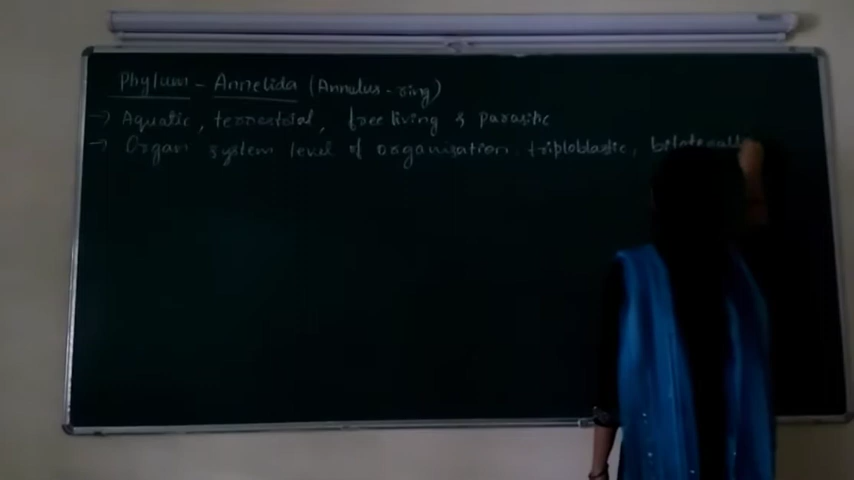 Phylum - Annelida (Annulus - ring)
→ Aquatic, terrestrial, free living & parasitic
→ Organ system level of organisation. triploblastic, bilaterally